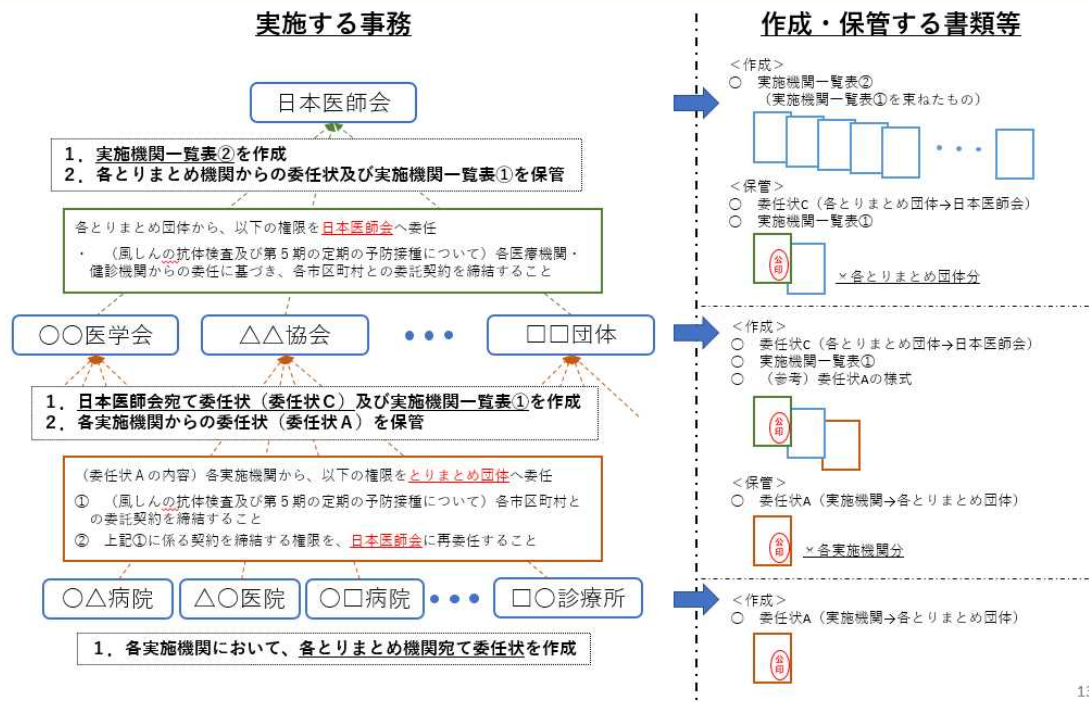 実施する事務
日本医師会
1．実施機関一覧表②を作成
2．各とりまとめ機関からの委任状及び実施機関一覧表①を保管
各とりまとめ団体から、以下の権限を日本医師会へ委任
・　（風しんの抗体検査及び第５期の定期の予防接種について）各医療機関・
健診機関からの委任に基づき、各市区町村との委託契約を締結すること
○○医学会
△△協会
•••
□□団体
1．日本医師会宛て委任状（委任状Ｃ）及び実施機関一覧表①を作成
2．各実施機関からの委任状（委任状Ａ）を保管
（委任状Ａの内容）各実施機関から、以下の権限をとりまとめ団体へ委任
①　（風しんの抗体検査及び第５期の定期の予防接種について）各市区町村と
の委託契約を締結すること
②　上記①に係る契約を締結する権限を、日本医師会に再委任すること
○△病院
△○医院
○□病院
•••
□○診療所
1．各実施機関において、各とりまとめ機関宛て委任状を作成
作成・保管する書類等
＜作成＞
○　実施機関一覧表②
（実施機関一覧表①を束ねたもの）
•••
＜保管＞
○　委任状C（各とりまとめ団体→日本医師会）
○　実施機関一覧表①
公印
×各とりまとめ団体分
＜作成＞
○　委任状C（各とりまとめ団体→日本医師会）
○　実施機関一覧表①
○　（参考）委任状Aの様式
公印
＜保管＞
○　委任状A（実施機関→各とりまとめ団体）
公印
×各実施機関分
＜作成＞
○　委任状A（実施機関→各とりまとめ団体）
公印